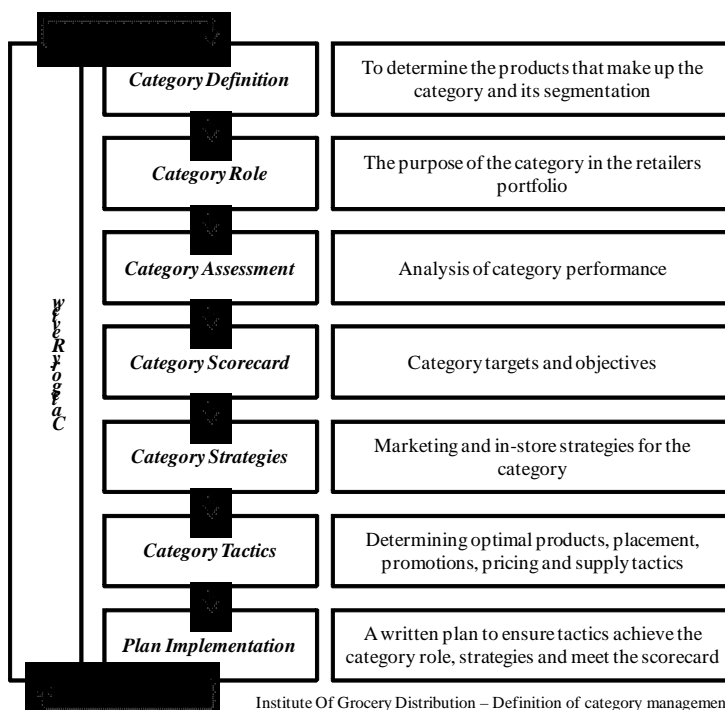 Category Definition
To determine the products that make up the
category and its segmentation
Category Role
The purpose of the category in the retailers
portfolio
Category Assessment
Analysis of category performance
Category Review
Category Scorecard
Category targets and objectives
Category Strategies
Marketing and in-store strategies for the
category
Category Tactics
Determining optimal products, placement,
promotions, pricing and supply tactics
Plan Implementation
A written plan to ensure tactics achieve the
category role, strategies and meet the scorecard
Institute Of Grocery Distribution – Definition of category managemen